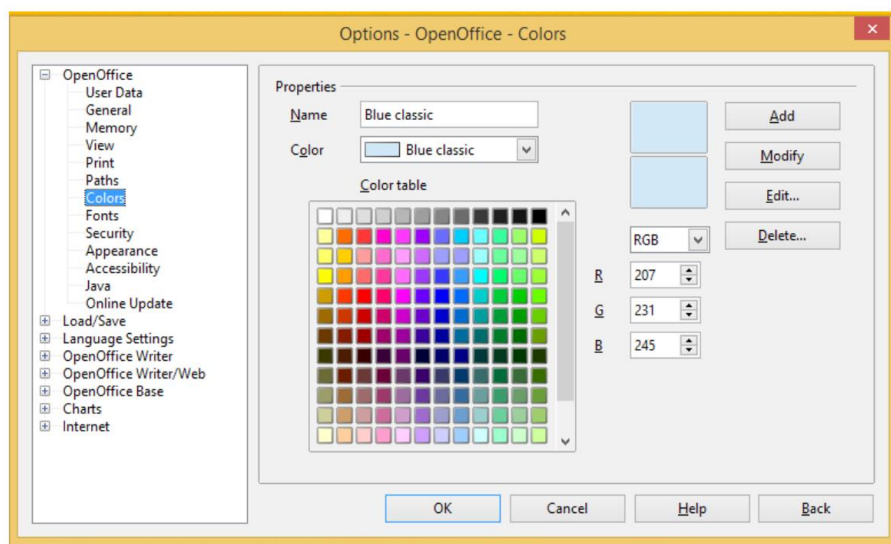 Options - OpenOffice - Colors
OpenOffice
User Data
General
Memory
View
Print
Paths
Colors
Fonts
Security
Appearance
Accessibility
Java
Online Update
Load/Save
Language Settings
OpenOffice Writer
OpenOffice Writer/Web
OpenOffice Base
Charts
Internet
Properties
Name Blue classic
Color Blue classic
Color table
Add
Modify
Edit...
Delete...
RGB
R 207
G 231
B 245
OK Cancel Help Back